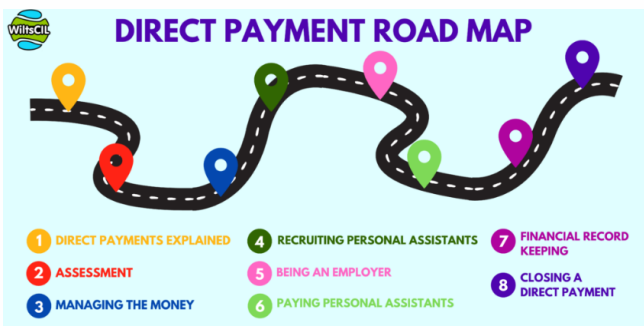 WiltsCIL
DIRECT PAYMENT ROAD MAP
1 DIRECT PAYMENTS EXPLAINED
2 ASSESSMENT
3 MANAGING THE MONEY
4 RECRUITING PERSONAL ASSISTANTS
5 BEING AN EMPLOYER
6 PAYING PERSONAL ASSISTANTS
7 FINANCIAL RECORD
KEEPING
8 CLOSING A
DIRECT PAYMENT